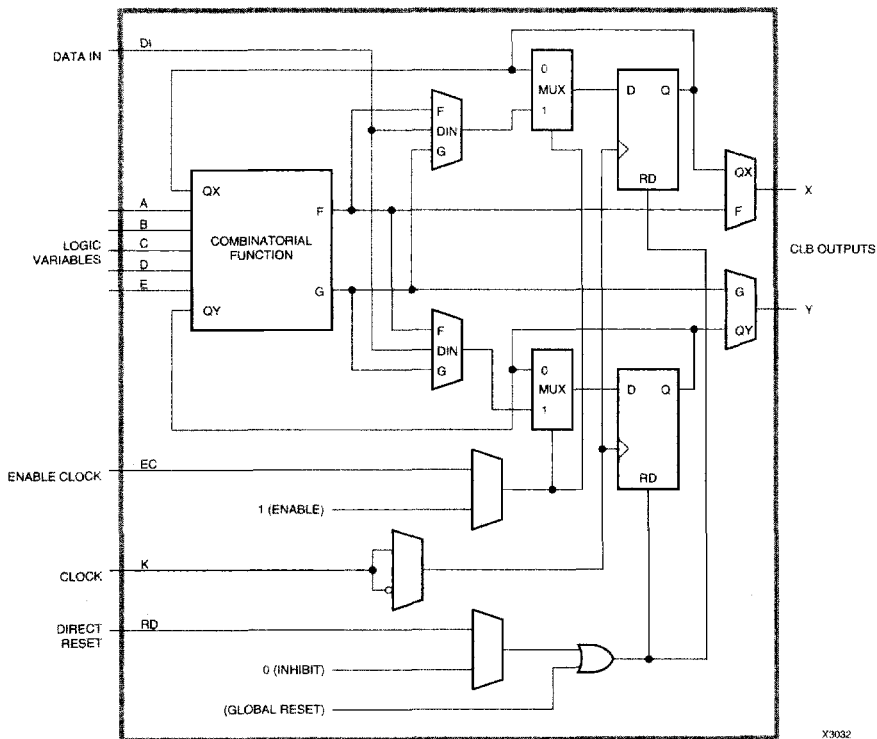 DATA IN
DI
0
MUX
1
D Q
RD
F
DIN
G
QX
F
X
QX
A
B
LOGIC
VARIABLES
C
D
E
COMBINATORIAL
FUNCTION
F
G
QY
CLB OUTPUTS
G
QY
Y
F
DIN
G
0
MUX
1
D Q
RD
ENABLE CLOCK
EC
1 (ENABLE)
CLOCK
K
DIRECT
RESET
RD
0 (INHIBIT)
(GLOBAL RESET)
X3032